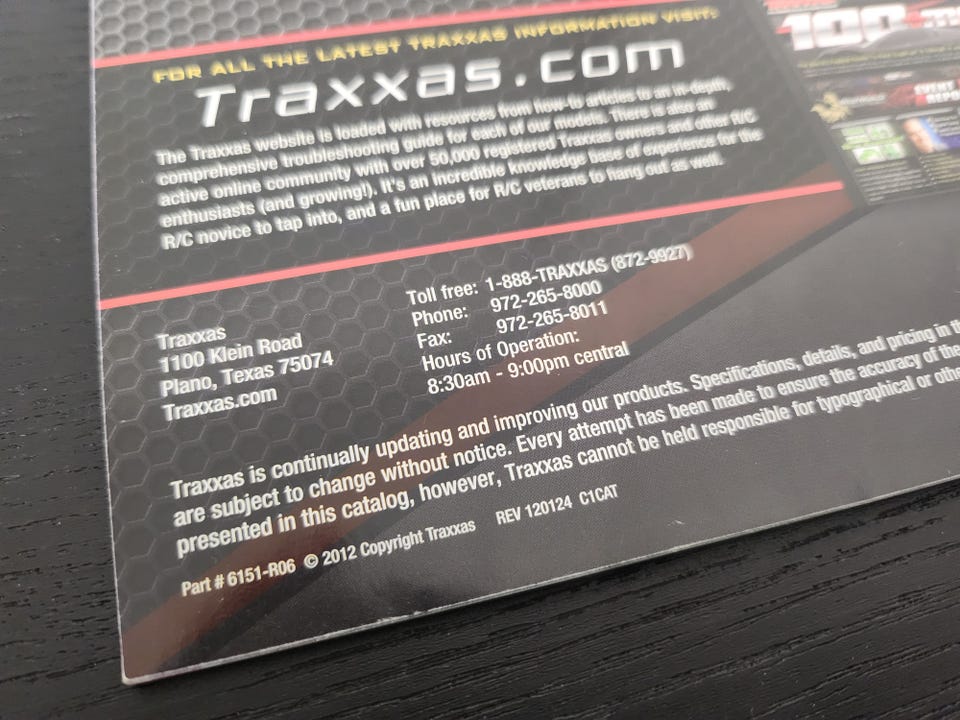 FOR ALL THE LATEST TRAXXAS INFORMATION VISIT:
Traxxas.com
The Traxxas website is loaded with resources from how-to articles to an in-depth,
comprehensive troubleshooting guide for each of our models. There is also an
active online community with over 50,000 registered Traxxas owners and other R/C
enthusiasts (and growing!). It's an incredible knowledge base of experience for the
R/C novice to tap into, and a fun place for R/C veterans to hang out as well.
Traxxas
1100 Klein Road
Plano, Texas 75074
Traxxas.com
Toll free: 1-888-TRAXXAS (872-9927)
Phone: 972-265-8000
Fax: 972-265-8011
Hours of Operation:
8:30am - 9:00pm central
Traxxas is continually updating and improving our products. Specifications, details, and pricing in
are subject to change without notice. Every attempt has been made to ensure the accuracy of the
presented in this catalog, however, Traxxas cannot be held responsible for typographical or
Part # 6151-R06 © 2012 Copyright Traxxas REV 120124 C1CAT
100
EVENT